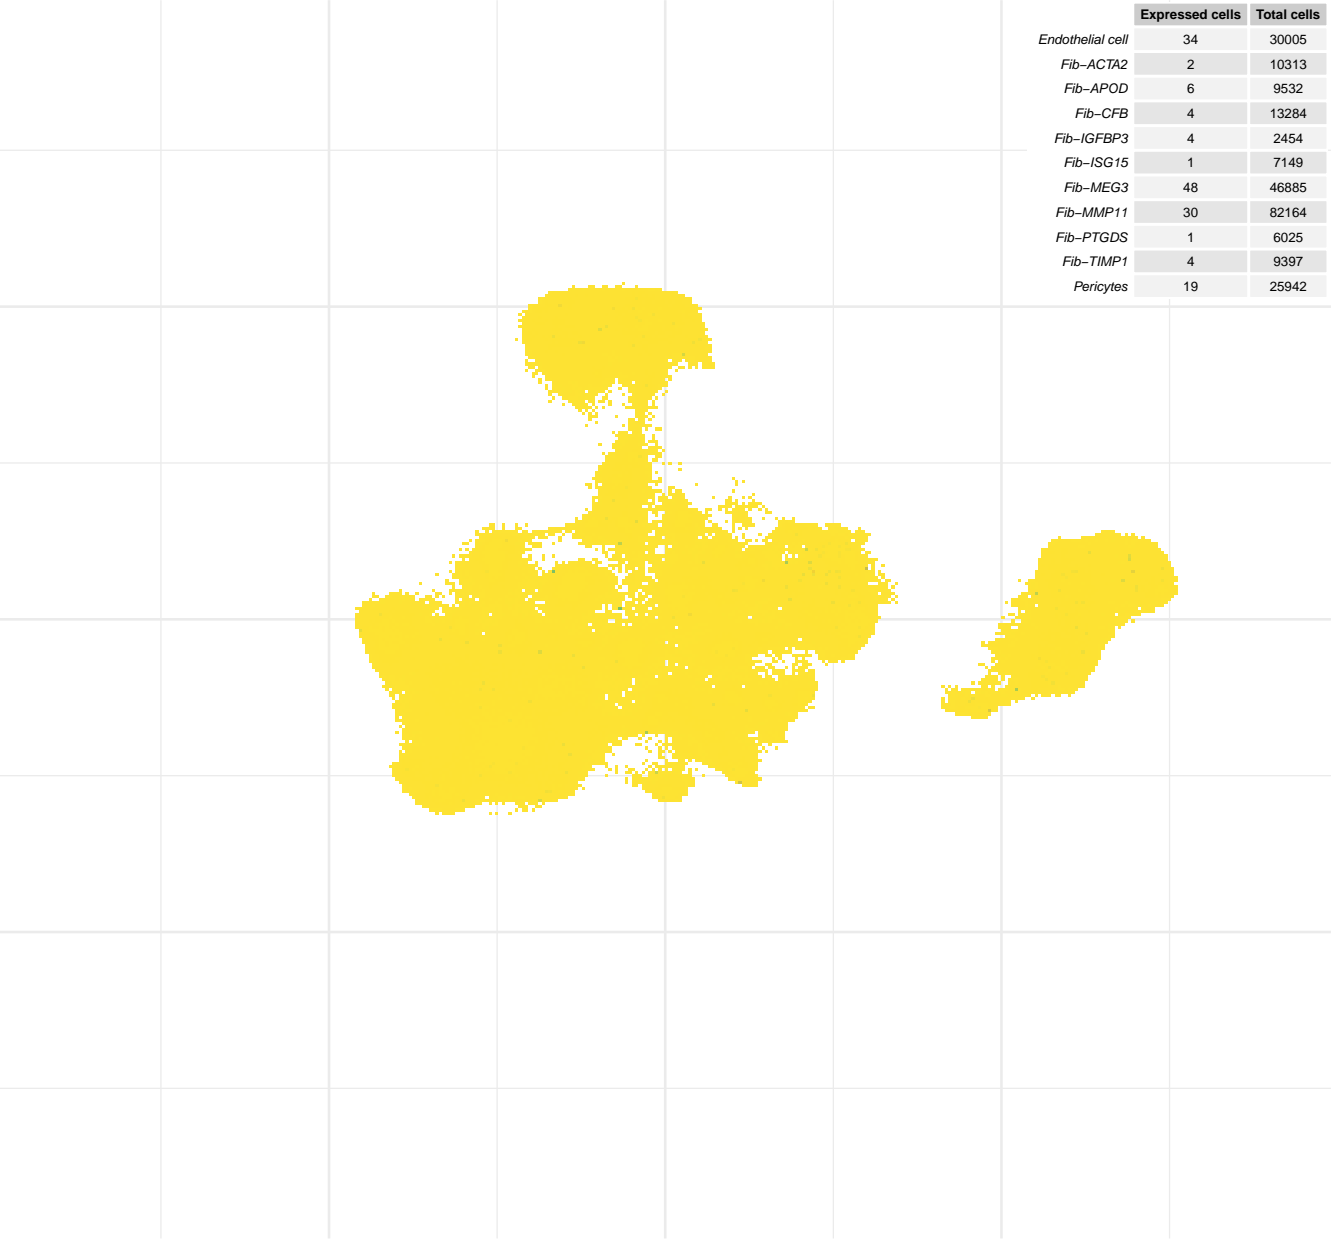 Expressed cells Total cells
Endothelial cell 34 30005
Fib−ACTA2 2 10313
Fib−APOD 6 9532
Fib−CFB 4 13284
Fib−IGFBP3 4 2454
Fib−ISG15 1 7149
Fib−MEG3 48 46885
Fib−MMP11 30 82164
Fib−PTGDS 1 6025
Fib−TIMP1 4 9397
Pericytes 19 25942